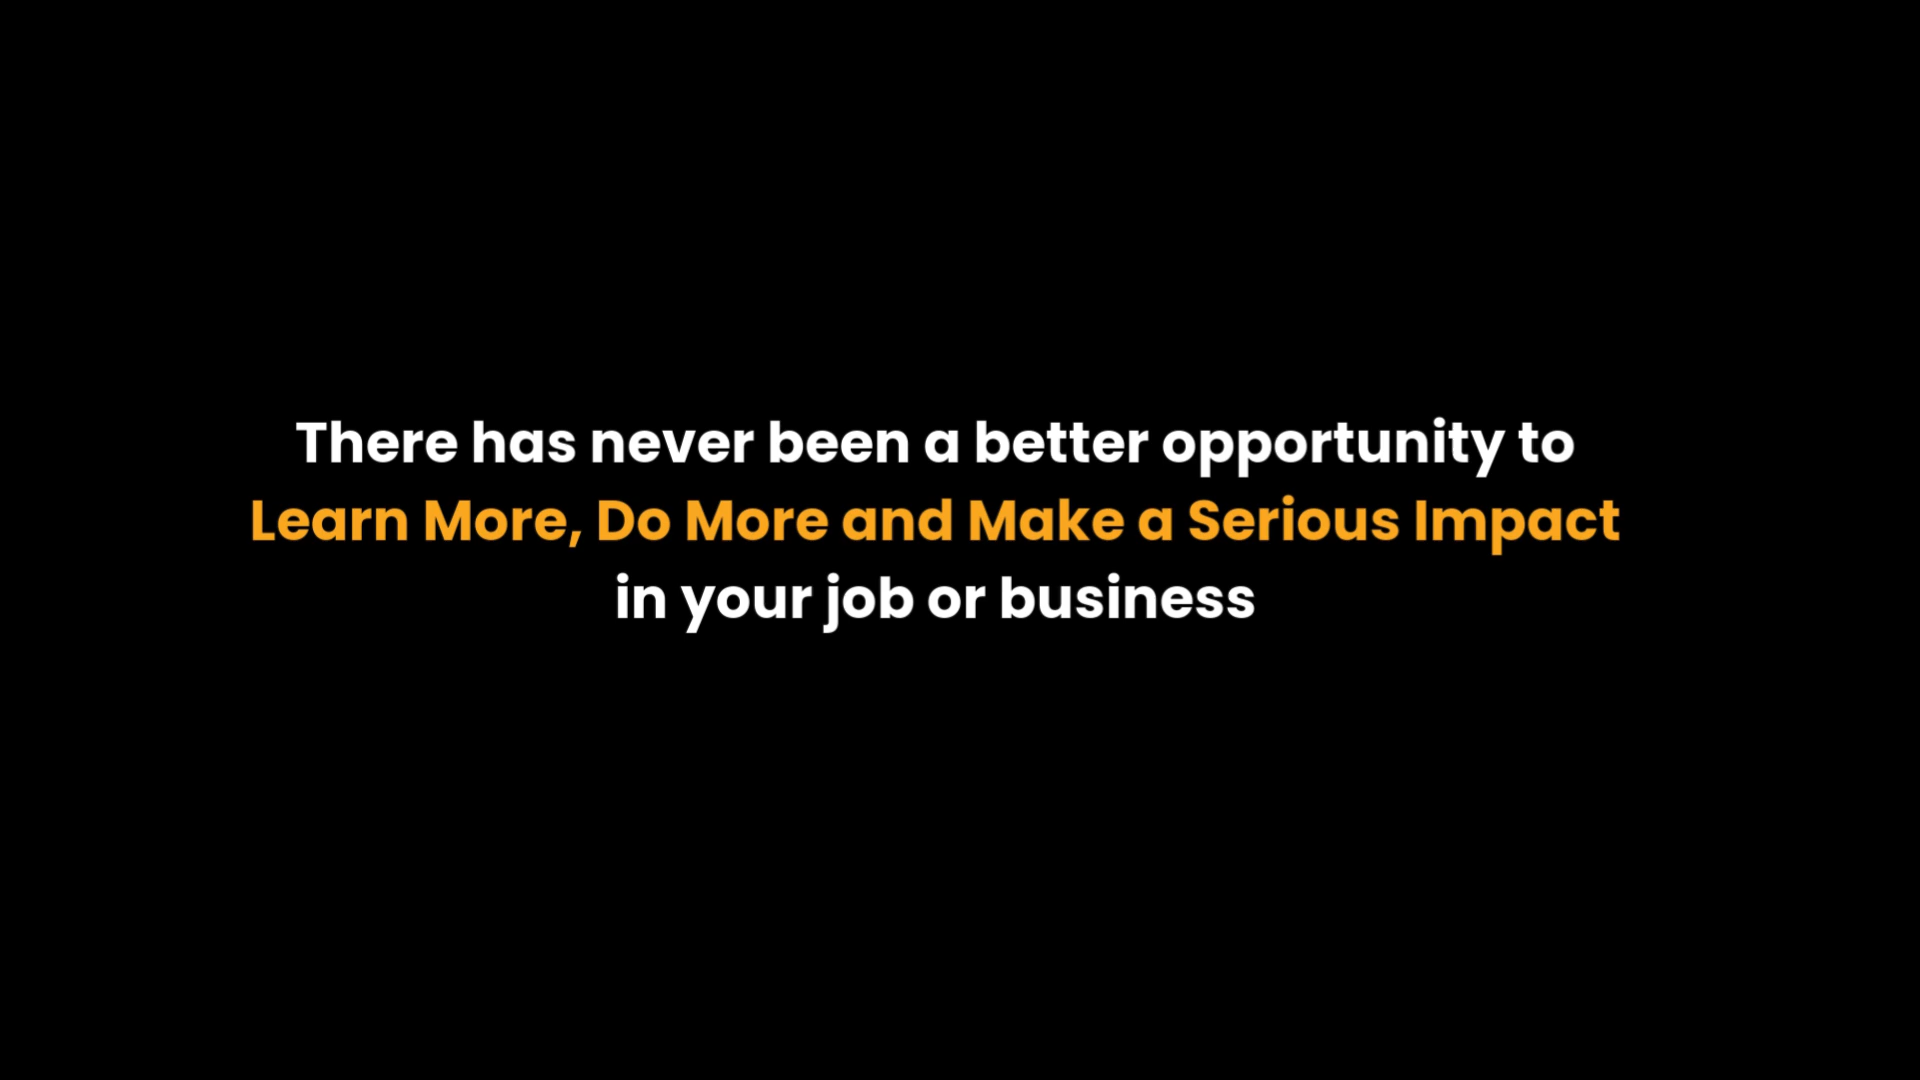 There has never been a better opportunity to
Learn More, Do More and Make a Serious Impact
in your job or business